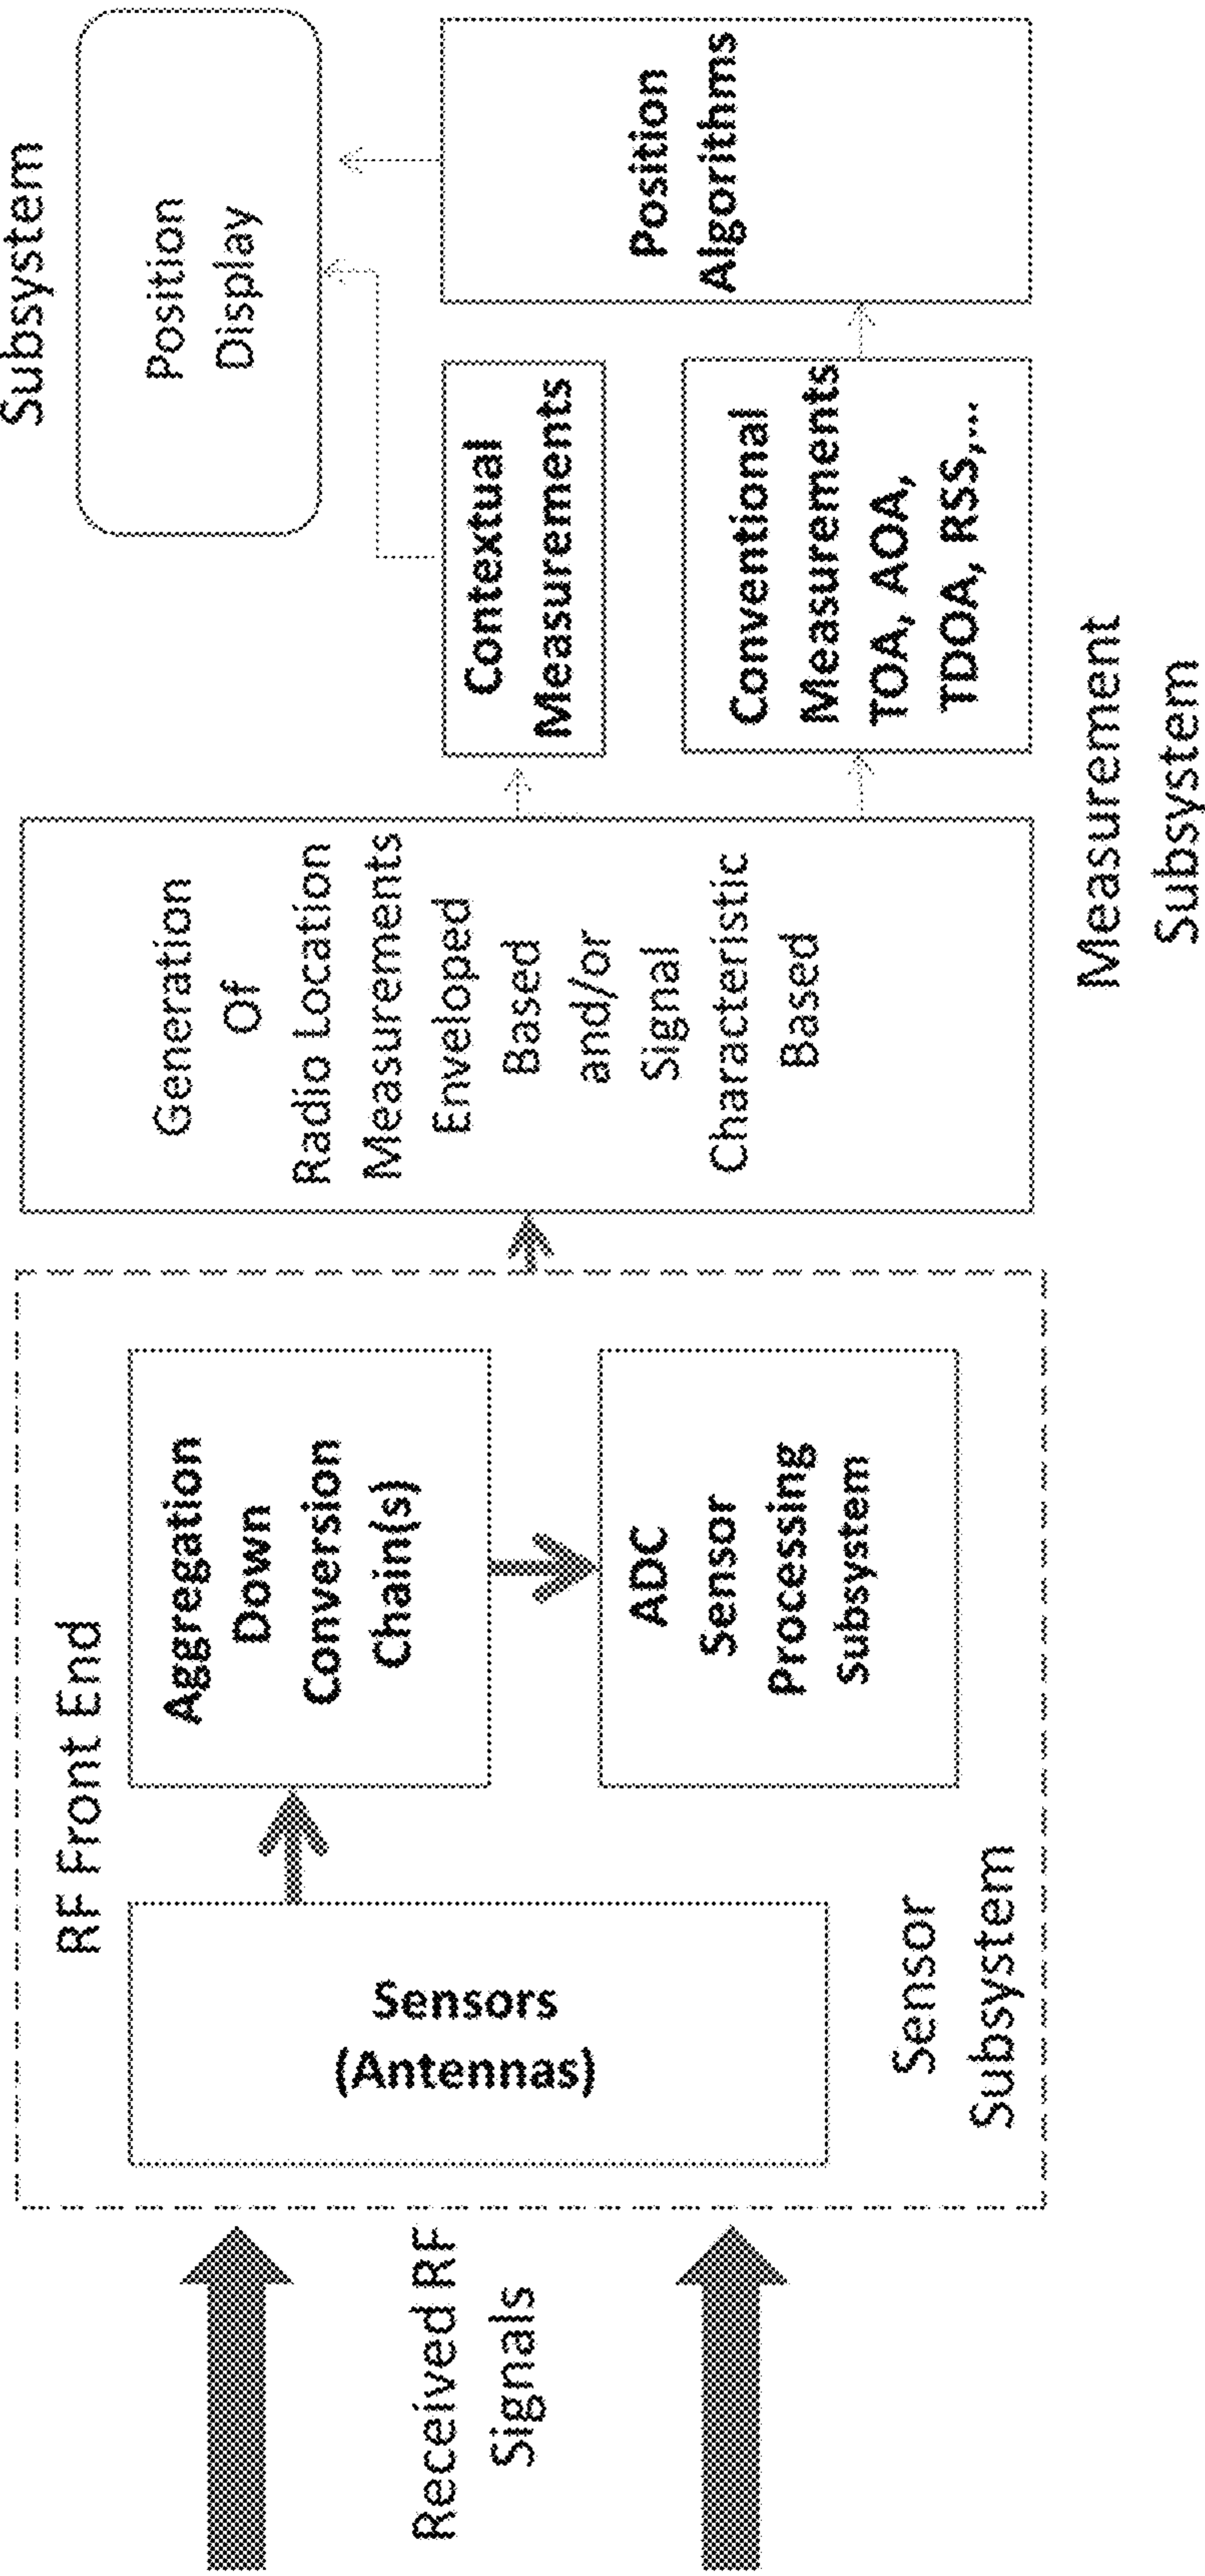 Received RF
Signals
RF Front End
Sensors
(Antennas)
Aggregation
Down
Conversion
Chain(s)
ADC
Sensor
Processing
Subsystem
Sensor
Subsystem
Generation
Of
Radio Location
Measurements
Enveloped
Based
and/or
Signal
Characteristic
Based
Contextual
Measurements
Conventional
Measurements
TOA, AOA,
TDOA, RSS,...
Measurement
Subsystem
Subsystem
Position
Display
Position
Algorithms